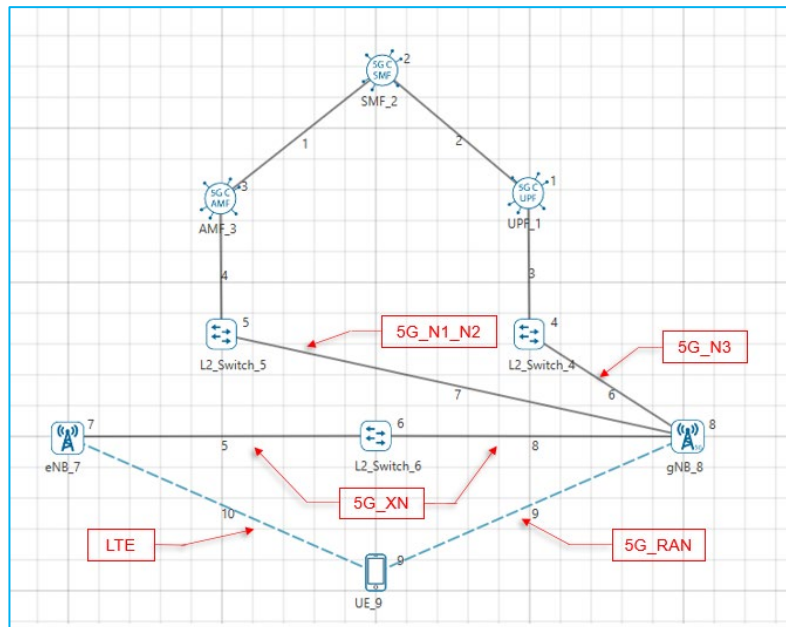 5G C
SMF
2
SMF_2
1
2
5G C
AMF
3
AMF_3
5G C
UPF
1
UPF_1
4
3
5
L2_Switch_5
5G_N1_N2
4
L2_Switch_4
5G_N3
7
6
7
eNB_7
5
6
L2_Switch_6
8
8
gNB_8
5G_XN
10
9
LTE
5G_RAN
9
UE_9